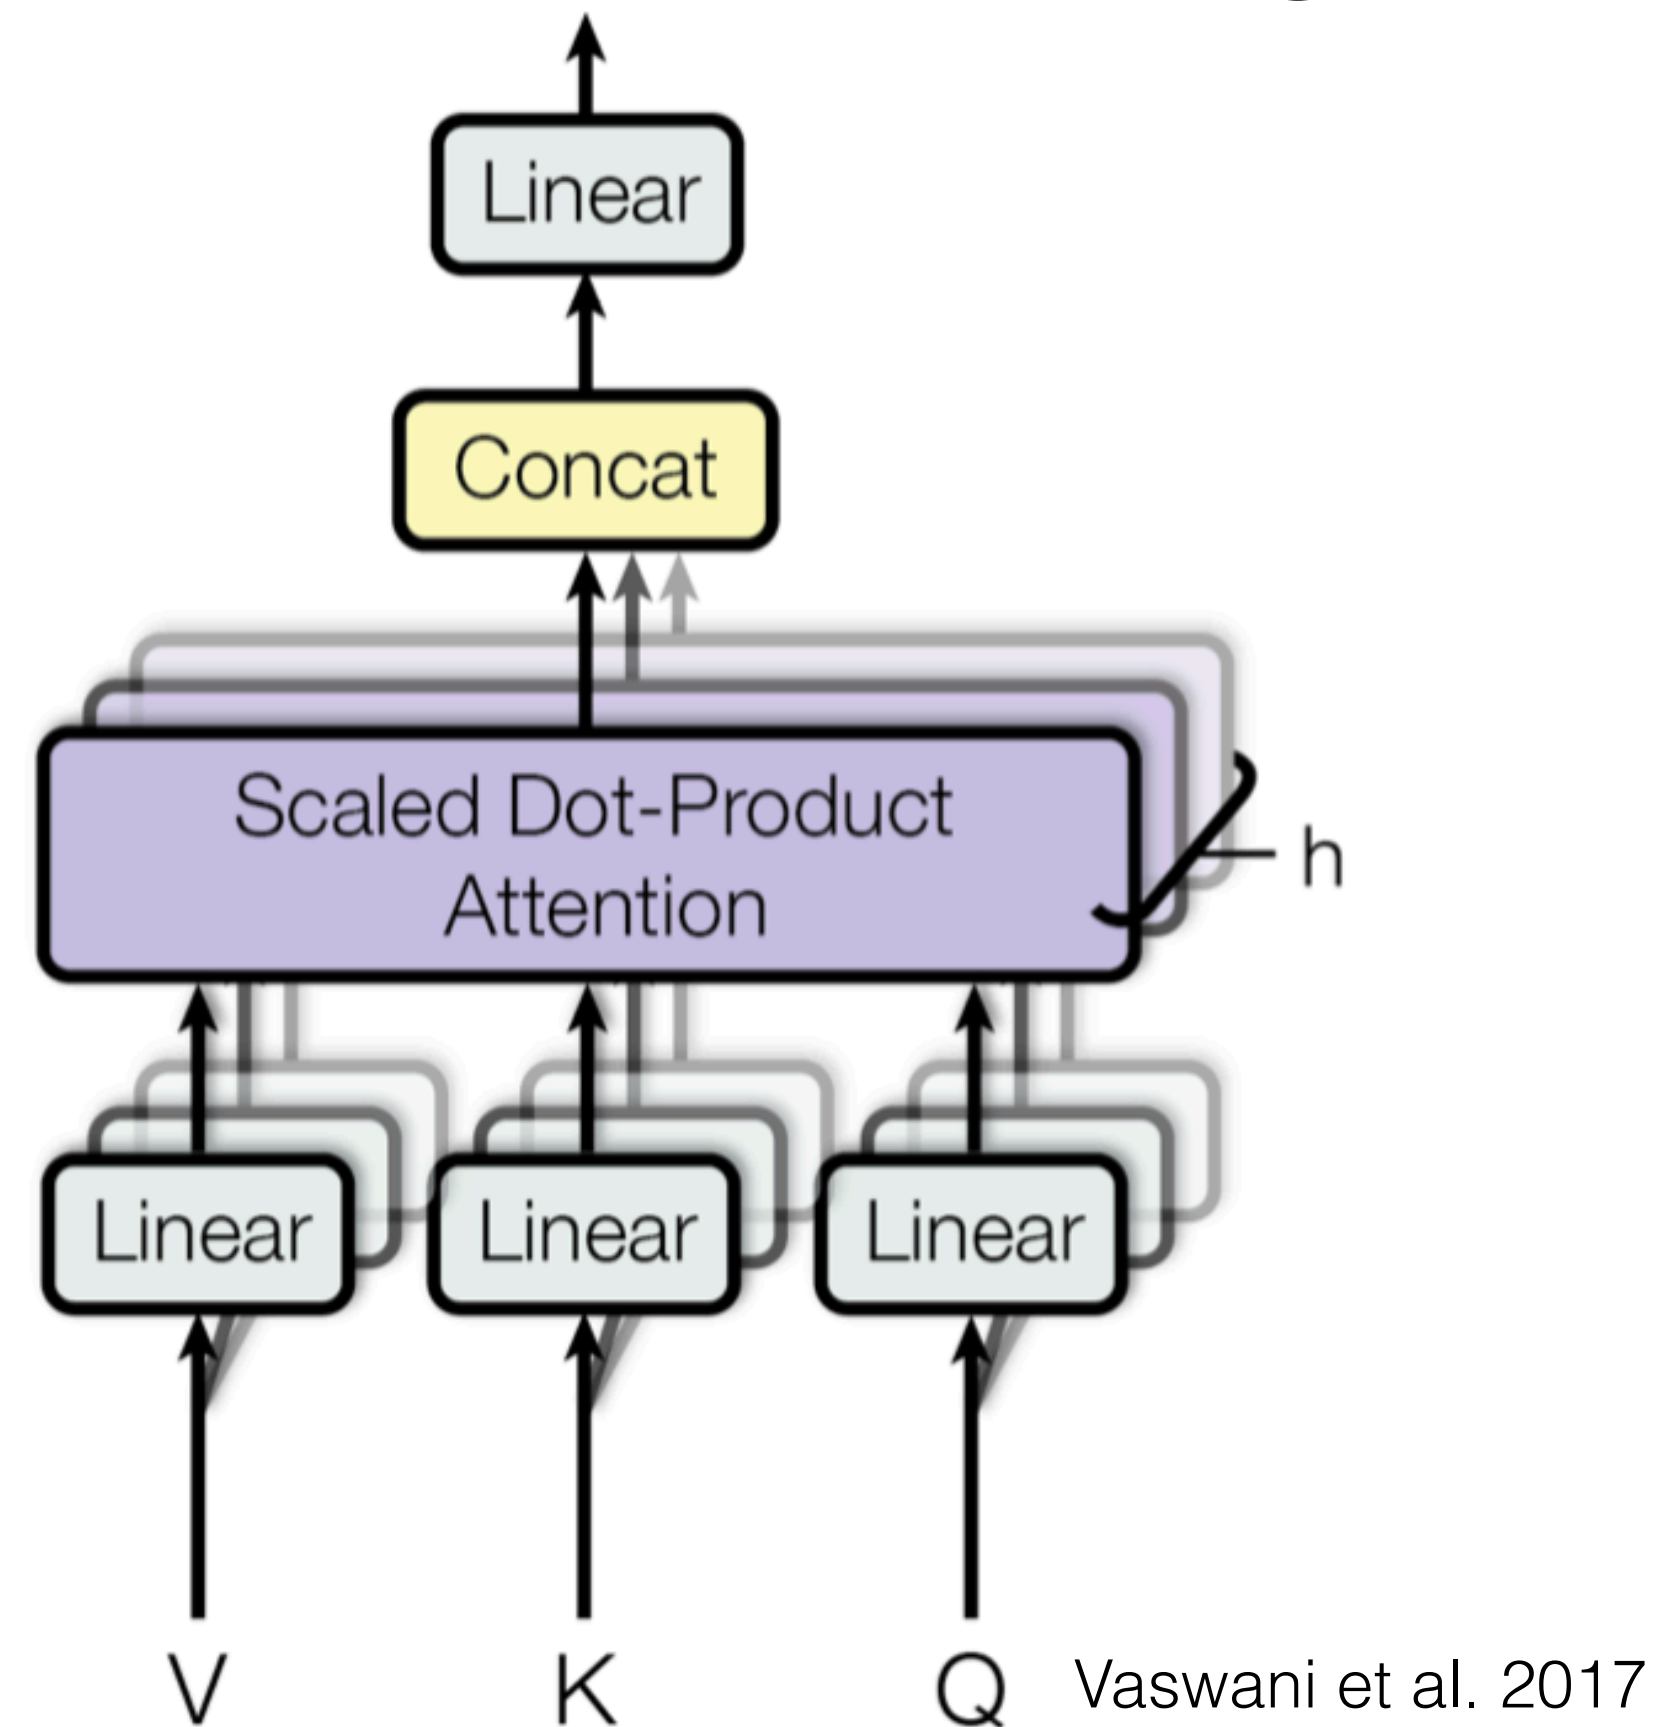 Linear
Concat
Scaled Dot-Product
Attention
h
Linear Linear Linear
V K Q Vaswani et al. 2017